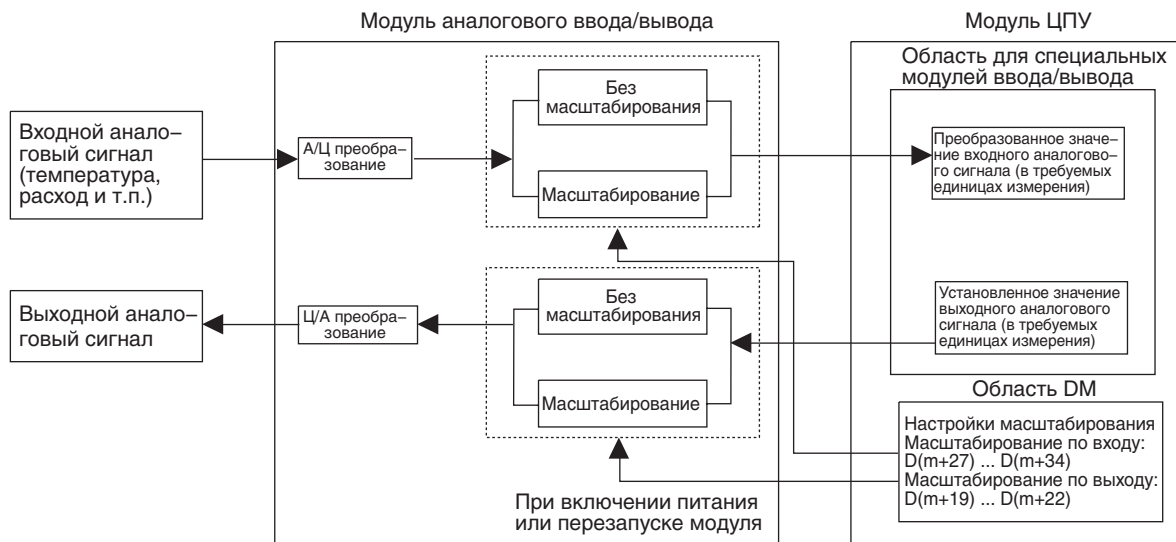 Модуль аналогового ввода/вывода
Модуль ЦПУ
Область для специальных
модулей ввода/вывода
Входной анало–
говый сигнал
(температура,
расход и т.п.)
А/Ц преобра–
зование
Без
масштабирования
Масштабирование
Преобразованное значе–
ние входного аналогово–
го сигнала (в требуемых
единицах измерения)
Выходной анало–
говый сигнал
Ц/А преобра–
зование
Без
масштабирования
Масштабирование
Установленное значение
выходного аналогового
сигнала (в требуемых
единицах измерения)
Область DM
Настройки масштабирования
Масштабирование по входу:
D(m+27) ... D(m+34)
Масштабирование по выходу:
D(m+19) ... D(m+22)
При включении питания
или перезапуске модуля